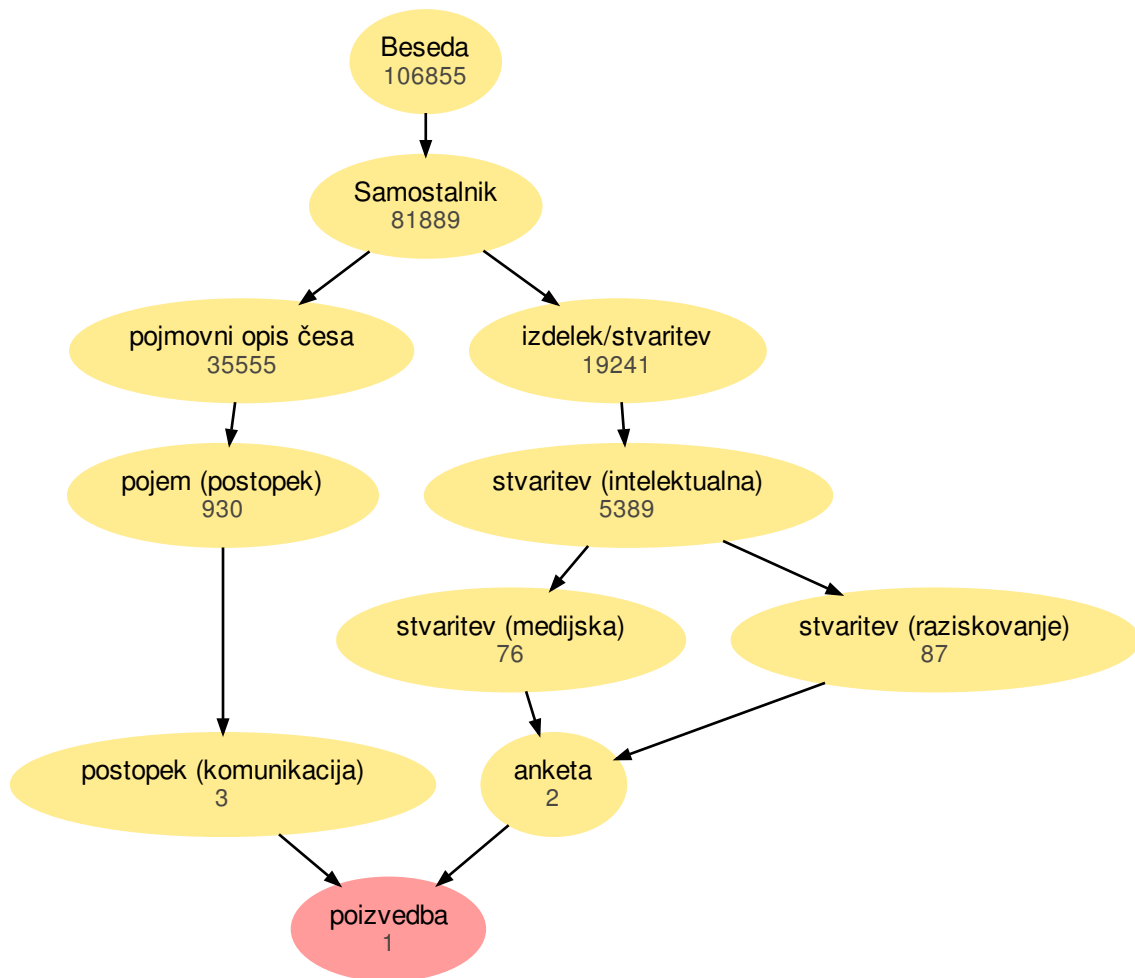 Beseda
106855
Samostalnik
81889
pojmovni opis česa
35555
izdelek/stvaritev
19241
pojem (postopek)
930
stvaritev (intelektualna)
5389
stvaritev (medijska)
76
stvaritev (raziskovanje)
87
postopek (komunikacija)
3
anketa
2
poizvedba
1